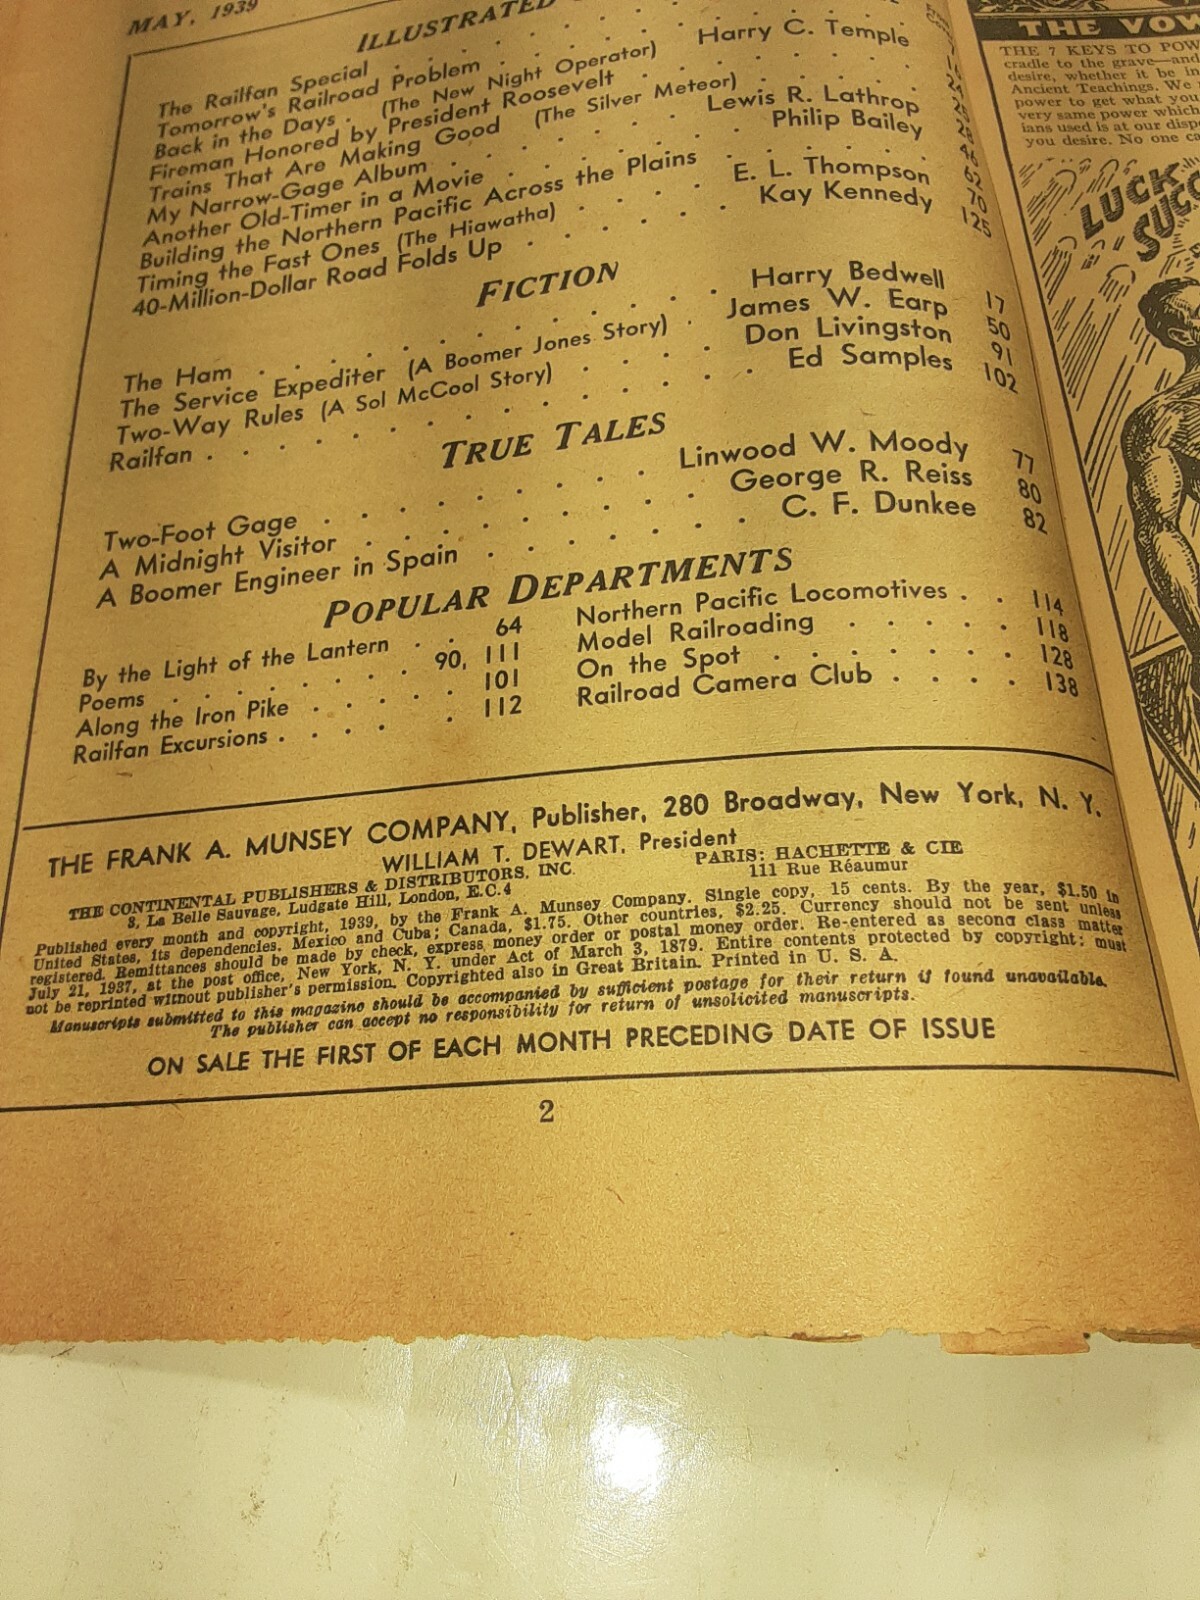 MAY, 1939
ILLUSTRATED
The Railfan Special . . . . . .
Tomorrow's Railroad Problem . . . Harry C. Temple
Back in the Days . (The New Night Operator)
Fireman Honored by President Roosevelt . . . .
Trains That Are Making Good (The Silver Meteor)
My Narrow-Gage Album . . . . . Lewis R. Lathrop
Another Old-Timer in a Movie . . . . Philip Bailey
Building the Northern Pacific Across the Plains . . . .
Timing the Fast Ones (The Hiawatha) . . . E. L. Thompson
40-Million-Dollar Road Folds Up . . . . Kay Kennedy 125
FICTION
The Ham . . . . . . . . Harry Bedwell 17
The Service Expediter (A Boomer Jones Story) . James W. Earp 50
Two-Way Rules (A Sol McCool Story) . . . . Don Livingston 91
Railfan . . . . . . . . . . Ed Samples 102
TRUE TALES
Two-Foot Gage . . . . . . . Linwood W. Moody 77
A Midnight Visitor . . . . . . . George R. Reiss 80
A Boomer Engineer in Spain . . . . . . C. F. Dunkee 82
POPULAR DEPARTMENTS
By the Light of the Lantern . . 64
Poems . . . . . . . 90, 111
Along the Iron Pike . . . . . 101
Railfan Excursions . . . . . 112
Northern Pacific Locomotives . . 114
Model Railroading . . . . . 118
On the Spot . . . . . . . 128
Railroad Camera Club . . . . 138
THE FRANK A. MUNSEY COMPANY, Publisher, 280 Broadway, New York, N. Y.
WILLIAM T. DEWART, President
THE CONTINENTAL PUBLISHERS & DISTRIBUTORS, INC.
3, La Belle Sauvage, Ludgate Hill, London, E.C.4
PARIS: HACHETTE & CIE
111 Rue Réaumur
Published every month and copyright, 1939, by the Frank A. Munsey Company. Single copy, 15 cents. By the year, $1.50 in
United States, its dependencies, Mexico and Cuba; Canada, $1.75. Other countries, $2.25. Currency should not be sent unless
registered. Remittances should be made by check, express money order or postal money order. Re-entered as second class matter
July 21, 1937, at the post office, New York, N. Y. under Act of March 3, 1879. Entire contents protected by copyright; must
not be reprinted without publisher's permission. Copyrighted also in Great Britain. Printed in U. S. A.
Manuscripts submitted to this magazine should be accompanied by sufficient postage for their return if found unavailable.
The publisher can accept no responsibility for return of unsolicited manuscripts.
ON SALE THE FIRST OF EACH MONTH PRECEDING DATE OF ISSUE
2
THE VOW
THE 7 KEYS TO POW
cradle to the grave—and
desire, whether it be in
Ancient Teachings. We
power to get what you
very same power which
ians used is at our disp
you desire. No one ca
LUCK
SUCC